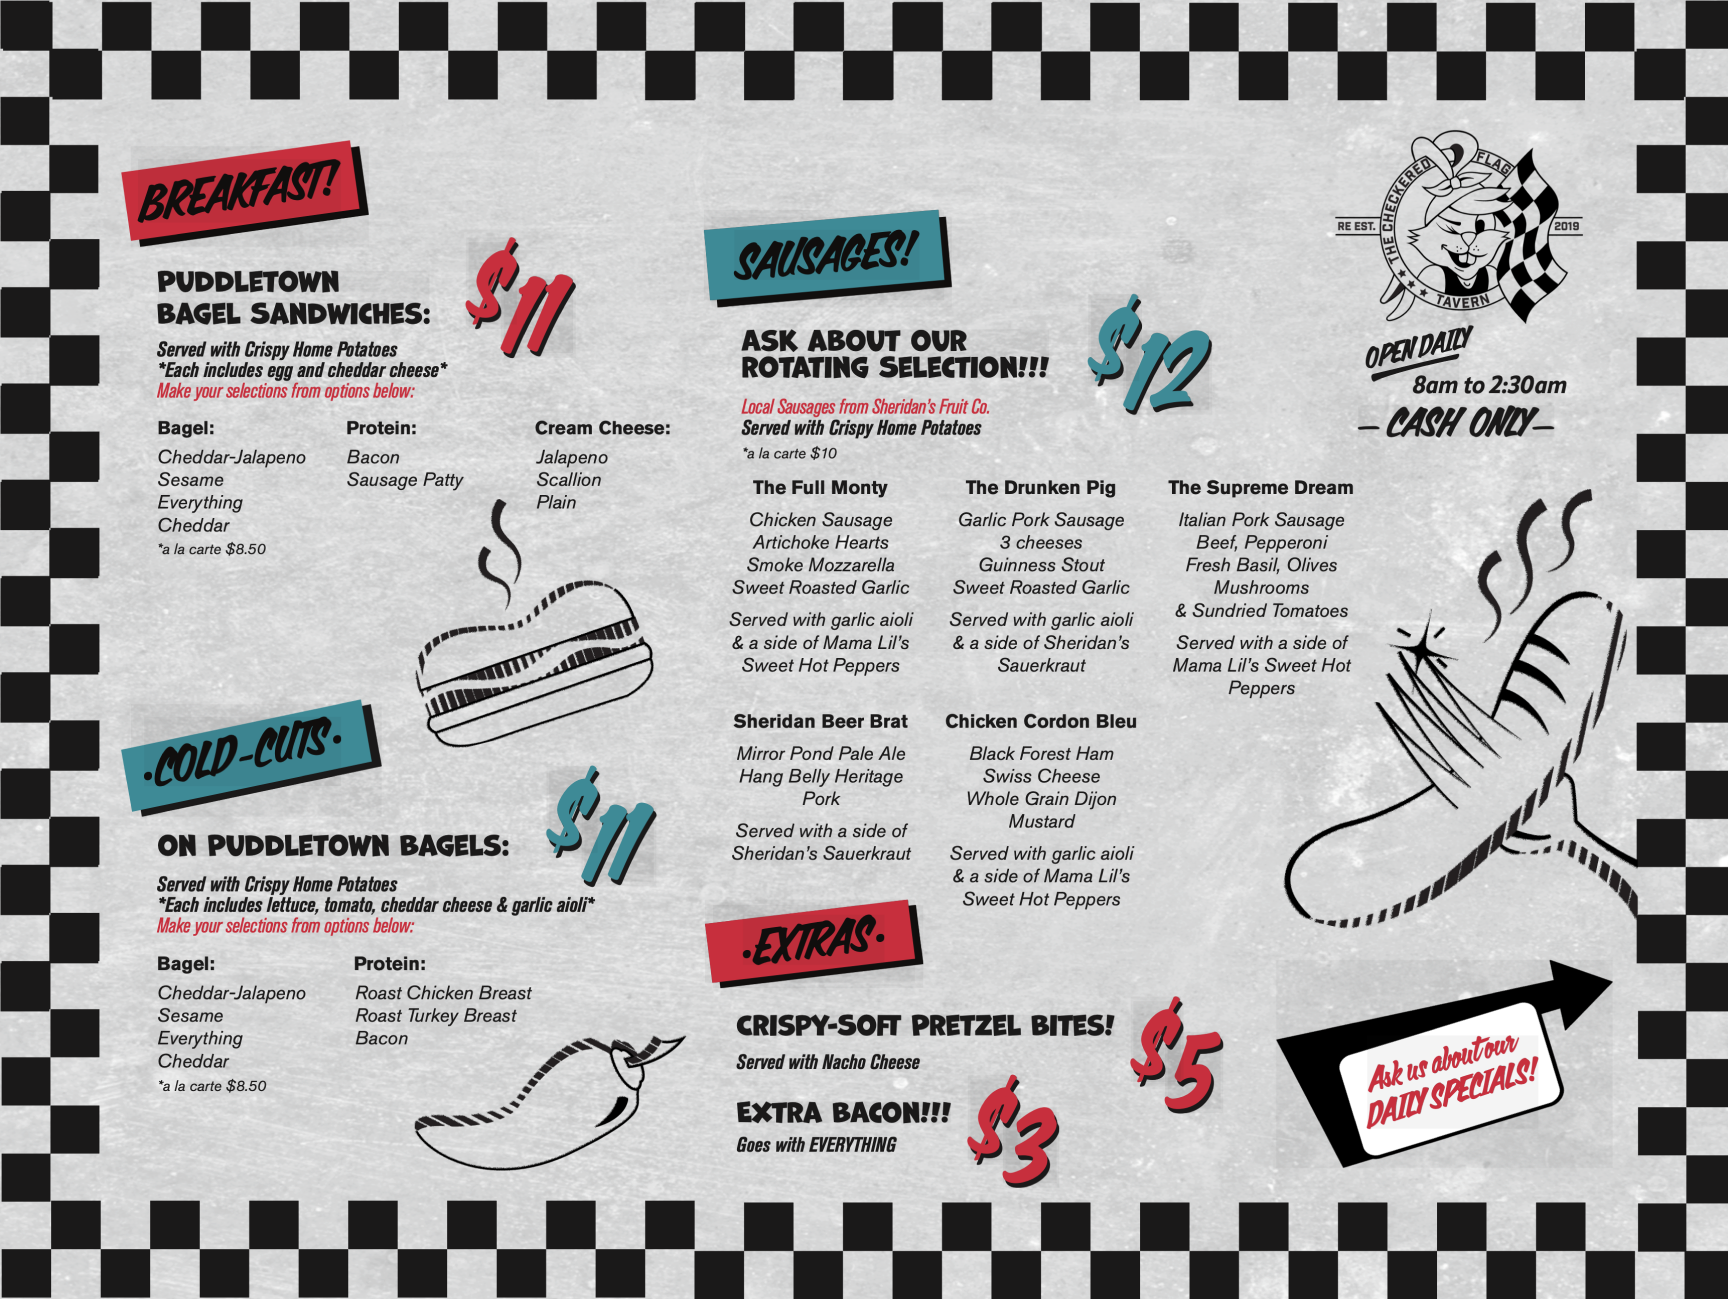 BREAKFAST!
PUDDLETOWN
BAGEL SANDWICHES:
$11
Served with Crispy Home Potatoes
*Each includes egg and cheddar cheese*
Make your selections from options below:
Bagel:
Cheddar-Jalapeno
Sesame
Everything
Cheddar
*a la carte $8.50
Protein:
Bacon
Sausage Patty
Cream Cheese:
Jalapeno
Scallion
Plain
·COLD-CUTS·
ON PUDDLETOWN BAGELS:
$11
Served with Crispy Home Potatoes
*Each includes lettuce, tomato, cheddar cheese & garlic aioli*
Make your selections from options below:
Bagel:
Cheddar-Jalapeno
Sesame
Everything
Cheddar
*a la carte $8.50
Protein:
Roast Chicken Breast
Roast Turkey Breast
Bacon
SAUSAGES!
ASK ABOUT OUR
ROTATING SELECTION!!!
$12
Local Sausages from Sheridan's Fruit Co.
Served with Crispy Home Potatoes
*a la carte $10
The Full Monty
Chicken Sausage
Artichoke Hearts
Smoke Mozzarella
Sweet Roasted Garlic
Served with garlic aioli
& a side of Mama Lil's
Sweet Hot Peppers
The Drunken Pig
Garlic Pork Sausage
3 cheeses
Guinness Stout
Sweet Roasted Garlic
Served with garlic aioli
& a side of Sheridan's
Sauerkraut
The Supreme Dream
Italian Pork Sausage
Beef, Pepperoni
Fresh Basil, Olives
Mushrooms
& Sundried Tomatoes
Served with a side of
Mama Lil's Sweet Hot
Peppers
Sheridan Beer Brat
Mirror Pond Pale Ale
Hang Belly Heritage
Pork
Served with a side of
Sheridan's Sauerkraut
Chicken Cordon Bleu
Black Forest Ham
Swiss Cheese
Whole Grain Dijon
Mustard
Served with garlic aioli
& a side of Mama Lil's
Sweet Hot Peppers
·EXTRAS·
CRISPY-SOFT PRETZEL BITES!
$5
Served with Nacho Cheese
EXTRA BACON!!!
$3
Goes with EVERYTHING
THE CHECKERED FLAG
RE EST. 2019
TAVERN
OPEN DAILY
8am to 2:30am
– CASH ONLY –
Ask us about our
DAILY SPECIALS!